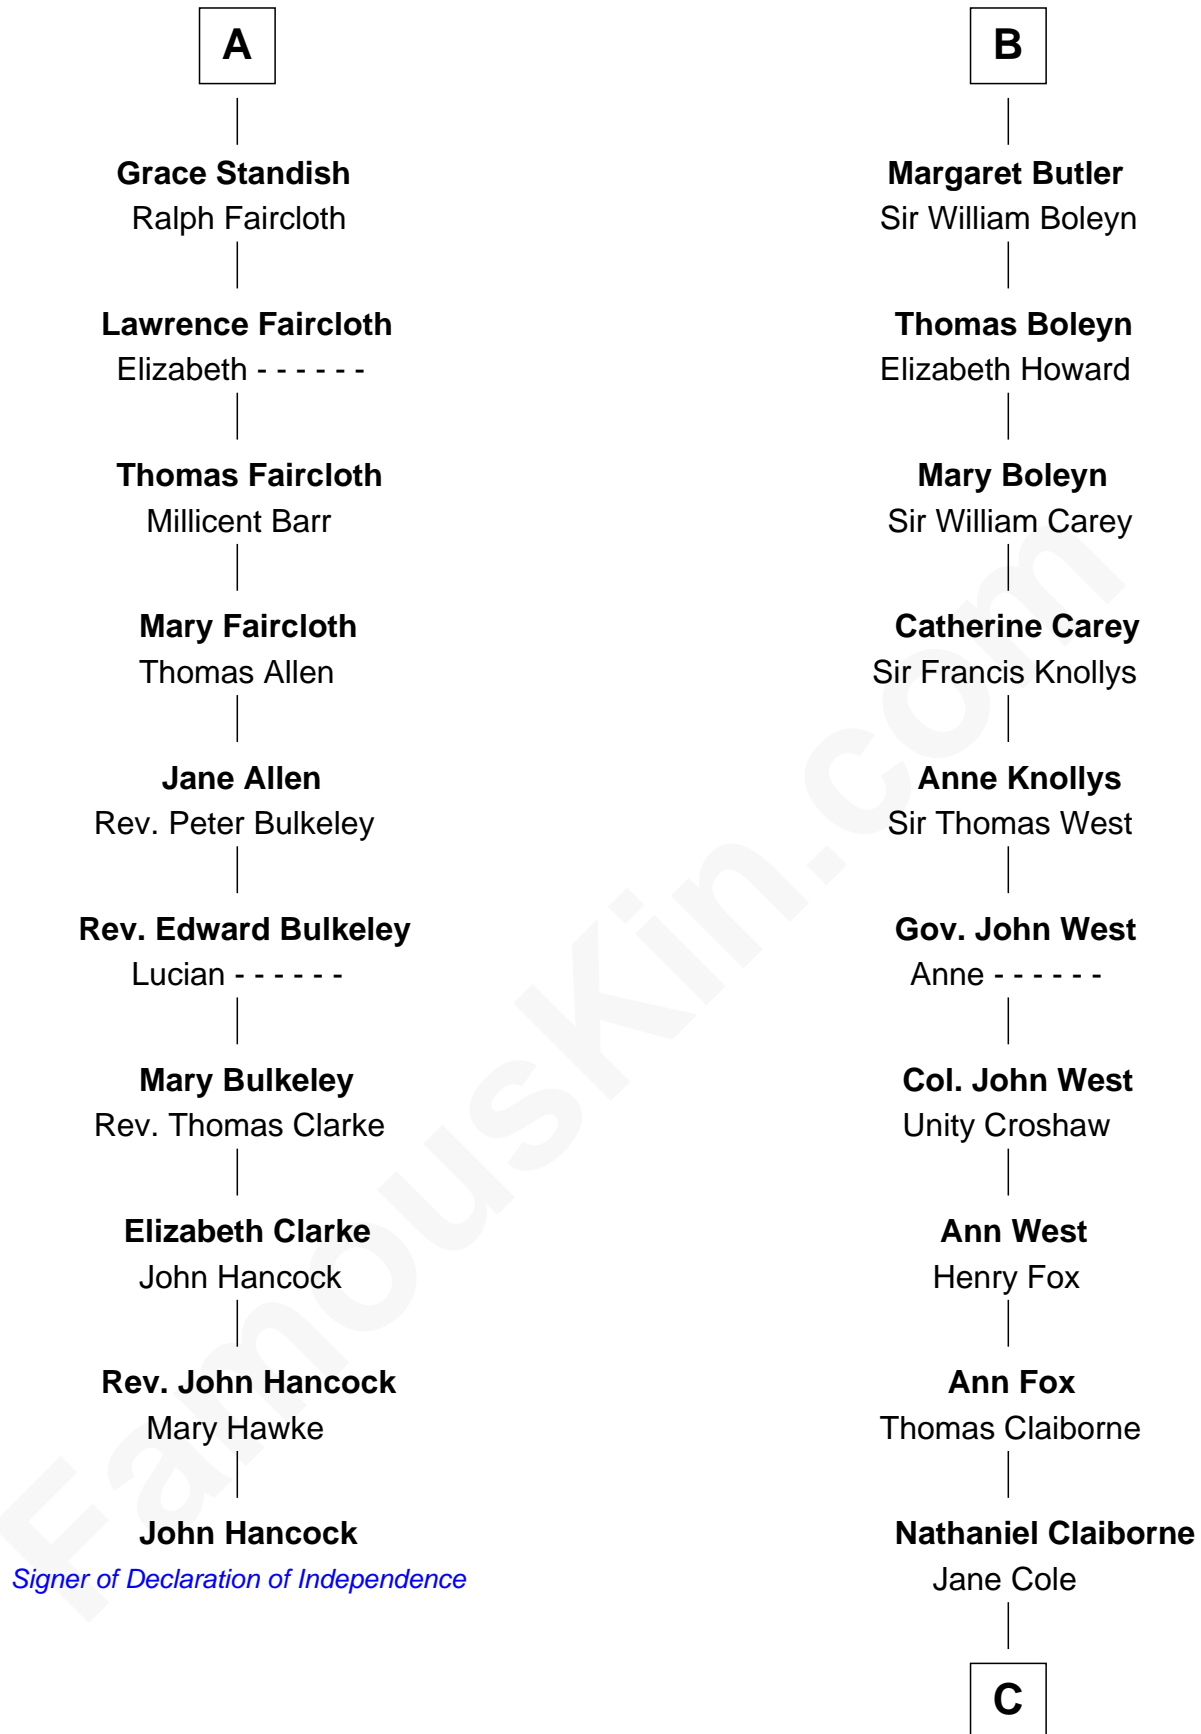 A
Grace Standish
Ralph Faircloth
Lawrence Faircloth
Elizabeth - - - - - -
Thomas Faircloth
Millicent Barr
Mary Faircloth
Thomas Allen
Jane Allen
Rev. Peter Bulkeley
Rev. Edward Bulkeley
Lucian - - - - - -
Mary Bulkeley
Rev. Thomas Clarke
Elizabeth Clarke
John Hancock
Rev. John Hancock
Mary Hawke
John Hancock
Signer of Declaration of Independence
B
Margaret Butler
Sir William Boleyn
Thomas Boleyn
Elizabeth Howard
Mary Boleyn
Sir William Carey
Catherine Carey
Sir Francis Knollys
Anne Knollys
Sir Thomas West
Gov. John West
Anne - - - - - -
Col. John West
Unity Croshaw
Ann West
Henry Fox
Ann Fox
Thomas Claiborne
Nathaniel Claiborne
Jane Cole
C
FamousKin.com